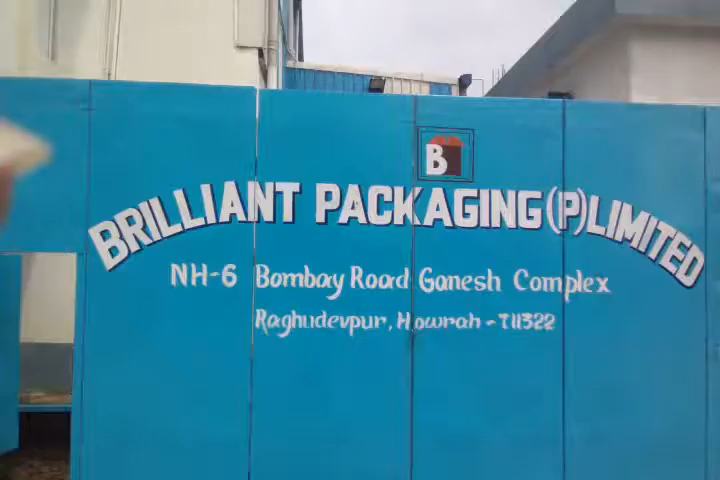 B
BRILLIANT PACKAGING (P) LIMITED
NH-6 Bombay Road Ganesh Complex
Raghudevpur, Howrah - 711322